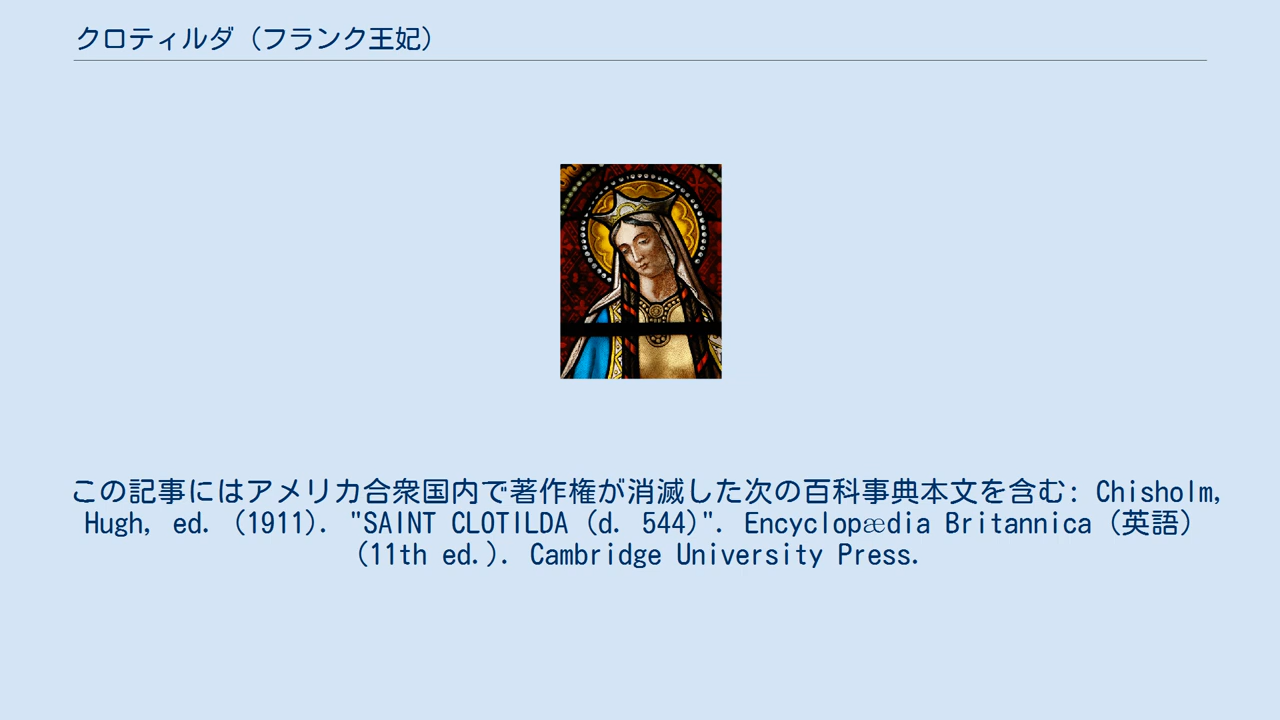 クロティルダ（フランク王妃）
この記事にはアメリカ合衆国内で著作権が消滅した次の百科事典本文を含む: Chisholm,
Hugh, ed. (1911). "SAINT CLOTILDA (d. 544)". Encyclopædia Britannica (英語)
(11th ed.). Cambridge University Press.